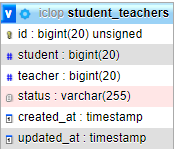 v iclop student_teachers
id : bigint(20) unsigned
student : bigint(20)
teacher : bigint(20)
status : varchar(255)
created_at : timestamp
updated_at : timestamp